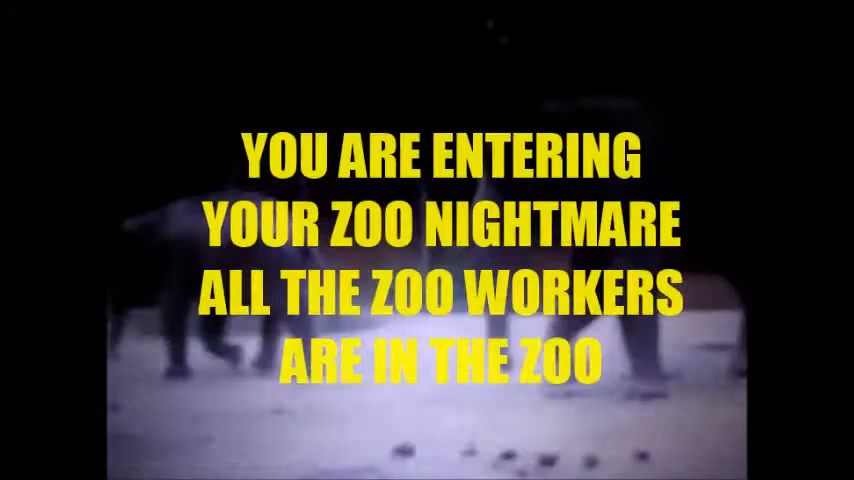 YOU ARE ENTERING
YOUR ZOO NIGHTMARE
ALL THE ZOO WORKERS
ARE IN THE ZOO